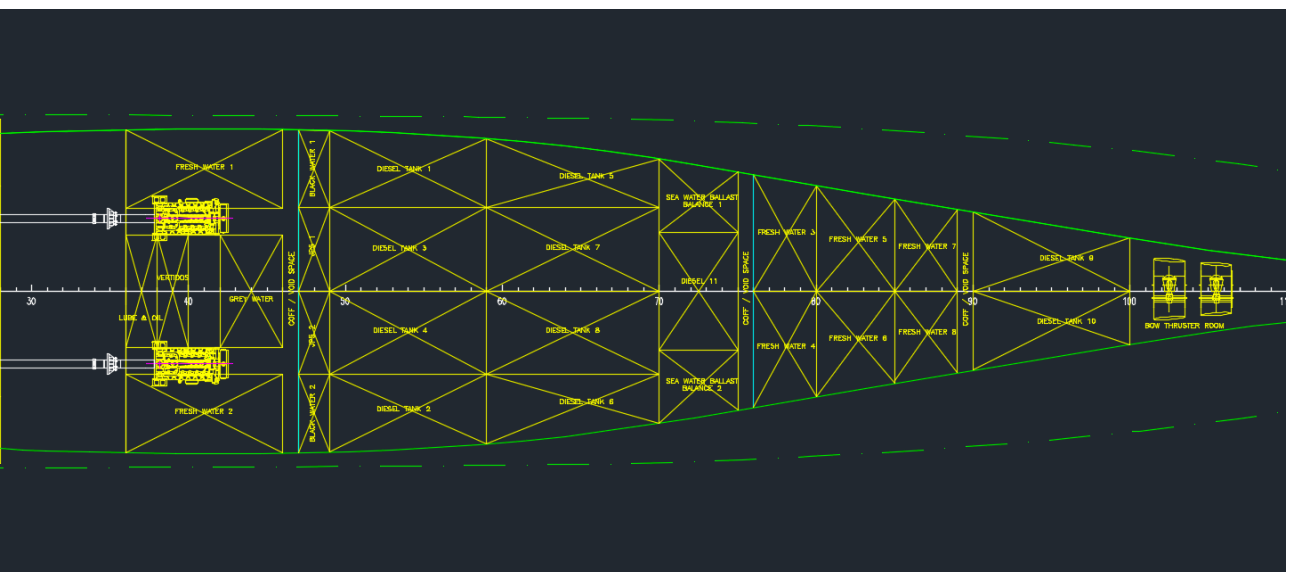 FRESH WATER 1
BLACK WATER 1
DIESEL TANK 1
DIESEL TANK 5
SEA WATER BALLAST
BALANCE 1
FRESH WATER 3
FRESH WATER 5
FRESH WATER 7
DIESEL TANK 3
DIESEL TANK 7
DIESEL TANK 9
VERTIDOS
GREY WATER
LUBE & OIL
COFF / VOID SPACE
DIESEL 11
COFF / VOID SPACE
COFF / VOID SPACE
30
40
50
60
70
80
90
100
DIESEL TANK 4
DIESEL TANK 8
FRESH WATER 4
FRESH WATER 6
FRESH WATER 8
DIESEL TANK 10
BOW THRUSTER ROOM
FRESH WATER 2
BLACK WATER 2
DIESEL TANK 2
DIESEL TANK 6
SEA WATER BALLAST
BALANCE 2